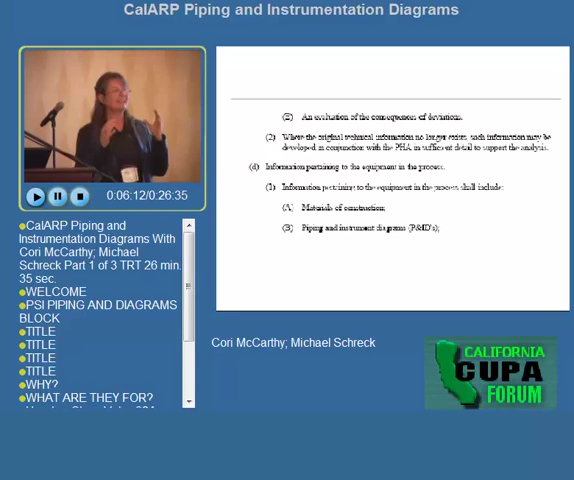 CalARP Piping and Instrumentation Diagrams
(E) An evaluation of the consequences of deviations.
(2) Where the original technical information no longer exists, such information may be
developed in conjunction with the PHA in sufficient detail to support the analysis.
(d) Information pertaining to the equipment in the process.
(1) Information pertaining to the equipment in the process shall include:
(A) Materials of construction;
(B) Piping and instrument diagrams (P&ID's);
0:06:12/0:26:35
CalARP Piping and
Instrumentation Diagrams With
Cori McCarthy; Michael
Schreck Part 1 of 3 TRT 26 min.
35 sec.
WELCOME
PSI PIPING AND DIAGRAMS
BLOCK
TITLE
TITLE
TITLE
TITLE
WHY?
WHAT ARE THEY FOR?
Cori McCarthy; Michael Schreck
CALIFORNIA
CUPA
FORUM